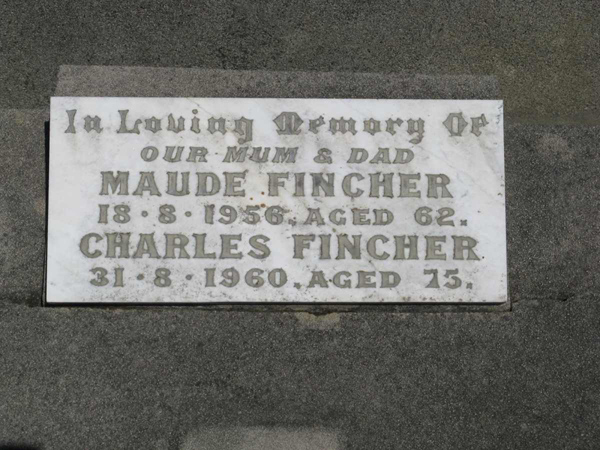 In Loving Memory Of
OUR MUM & DAD
MAUDE FINCHER
18·8·1956. AGED 62.
CHARLES FINCHER
31·8·1960. AGED 75.